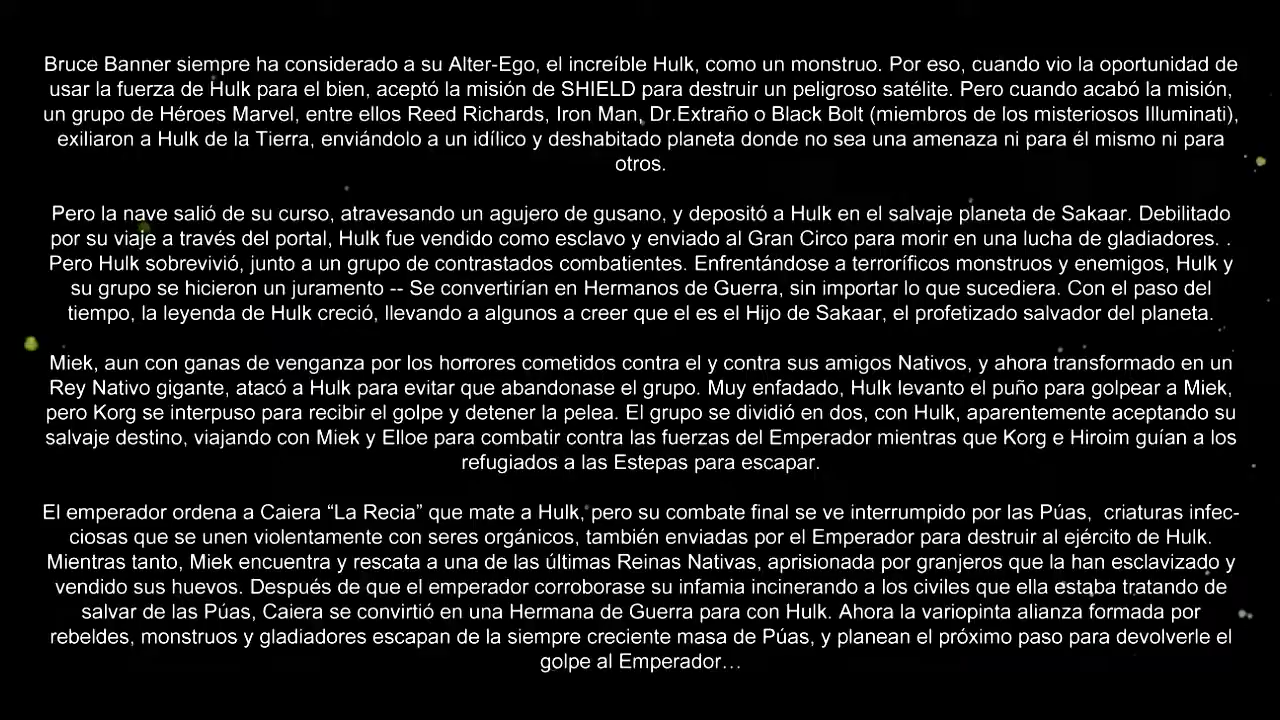 Bruce Banner siempre ha considerado a su Alter-Ego, el increíble Hulk, como un monstruo. Por eso, cuando vio la oportunidad de
usar la fuerza de Hulk para el bien, aceptó la misión de SHIELD para destruir un peligroso satélite. Pero cuando acabó la misión,
un grupo de Héroes Marvel, entre ellos Reed Richards, Iron Man, Dr.Extraño o Black Bolt (miembros de los misteriosos Illuminati),
exiliaron a Hulk de la Tierra, enviándolo a un idílico y deshabitado planeta donde no sea una amenaza ni para él mismo ni para
otros.
Pero la nave salió de su curso, atravesando un agujero de gusano, y depositó a Hulk en el salvaje planeta de Sakaar. Debilitado
por su viaje a través del portal, Hulk fue vendido como esclavo y enviado al Gran Circo para morir en una lucha de gladiadores. .
Pero Hulk sobrevivió, junto a un grupo de contrastados combatientes. Enfrentándose a terroríficos monstruos y enemigos, Hulk y
su grupo se hicieron un juramento -- Se convertirían en Hermanos de Guerra, sin importar lo que sucediera. Con el paso del
tiempo, la leyenda de Hulk creció, llevando a algunos a creer que el es el Hijo de Sakaar, el profetizado salvador del planeta.
Miek, aun con ganas de venganza por los horrores cometidos contra el y contra sus amigos Nativos, y ahora transformado en un
Rey Nativo gigante, atacó a Hulk para evitar que abandonase el grupo. Muy enfadado, Hulk levanto el puño para golpear a Miek,
pero Korg se interpuso para recibir el golpe y detener la pelea. El grupo se dividió en dos, con Hulk, aparentemente aceptando su
salvaje destino, viajando con Miek y Elloe para combatir contra las fuerzas del Emperador mientras que Korg e Hiroim guían a los
refugiados a las Estepas para escapar.
El emperador ordena a Caiera “La Recia” que mate a Hulk, pero su combate final se ve interrumpido por las Púas, criaturas infec-
ciosas que se unen violentamente con seres orgánicos, también enviadas por el Emperador para destruir al ejército de Hulk.
Mientras tanto, Miek encuentra y rescata a una de las últimas Reinas Nativas, aprisionada por granjeros que la han esclavizado y
vendido sus huevos. Después de que el emperador corroborase su infamia incinerando a los civiles que ella estaba tratando de
salvar de las Púas, Caiera se convirtió en una Hermana de Guerra para con Hulk. Ahora la variopinta alianza formada por
rebeldes, monstruos y gladiadores escapan de la siempre creciente masa de Púas, y planean el próximo paso para devolverle el
golpe al Emperador…